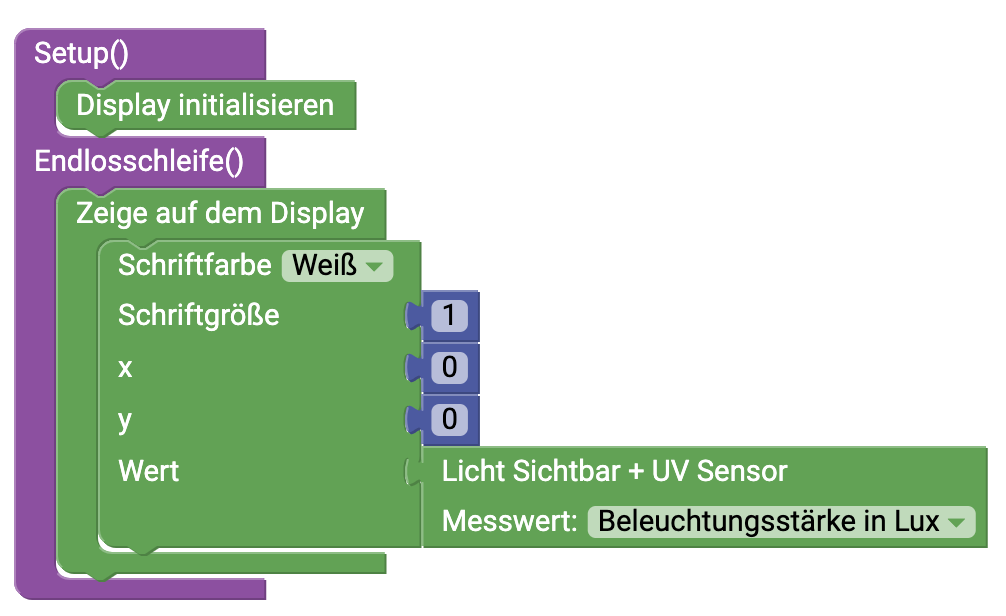 Setup()
Display initialisieren
Endlosschleife()
Zeige auf dem Display
Schriftfarbe Weiß
Schriftgröße 1
x 0
y 0
Wert Licht Sichtbar + UV Sensor
Messwert: Beleuchtungsstärke in Lux